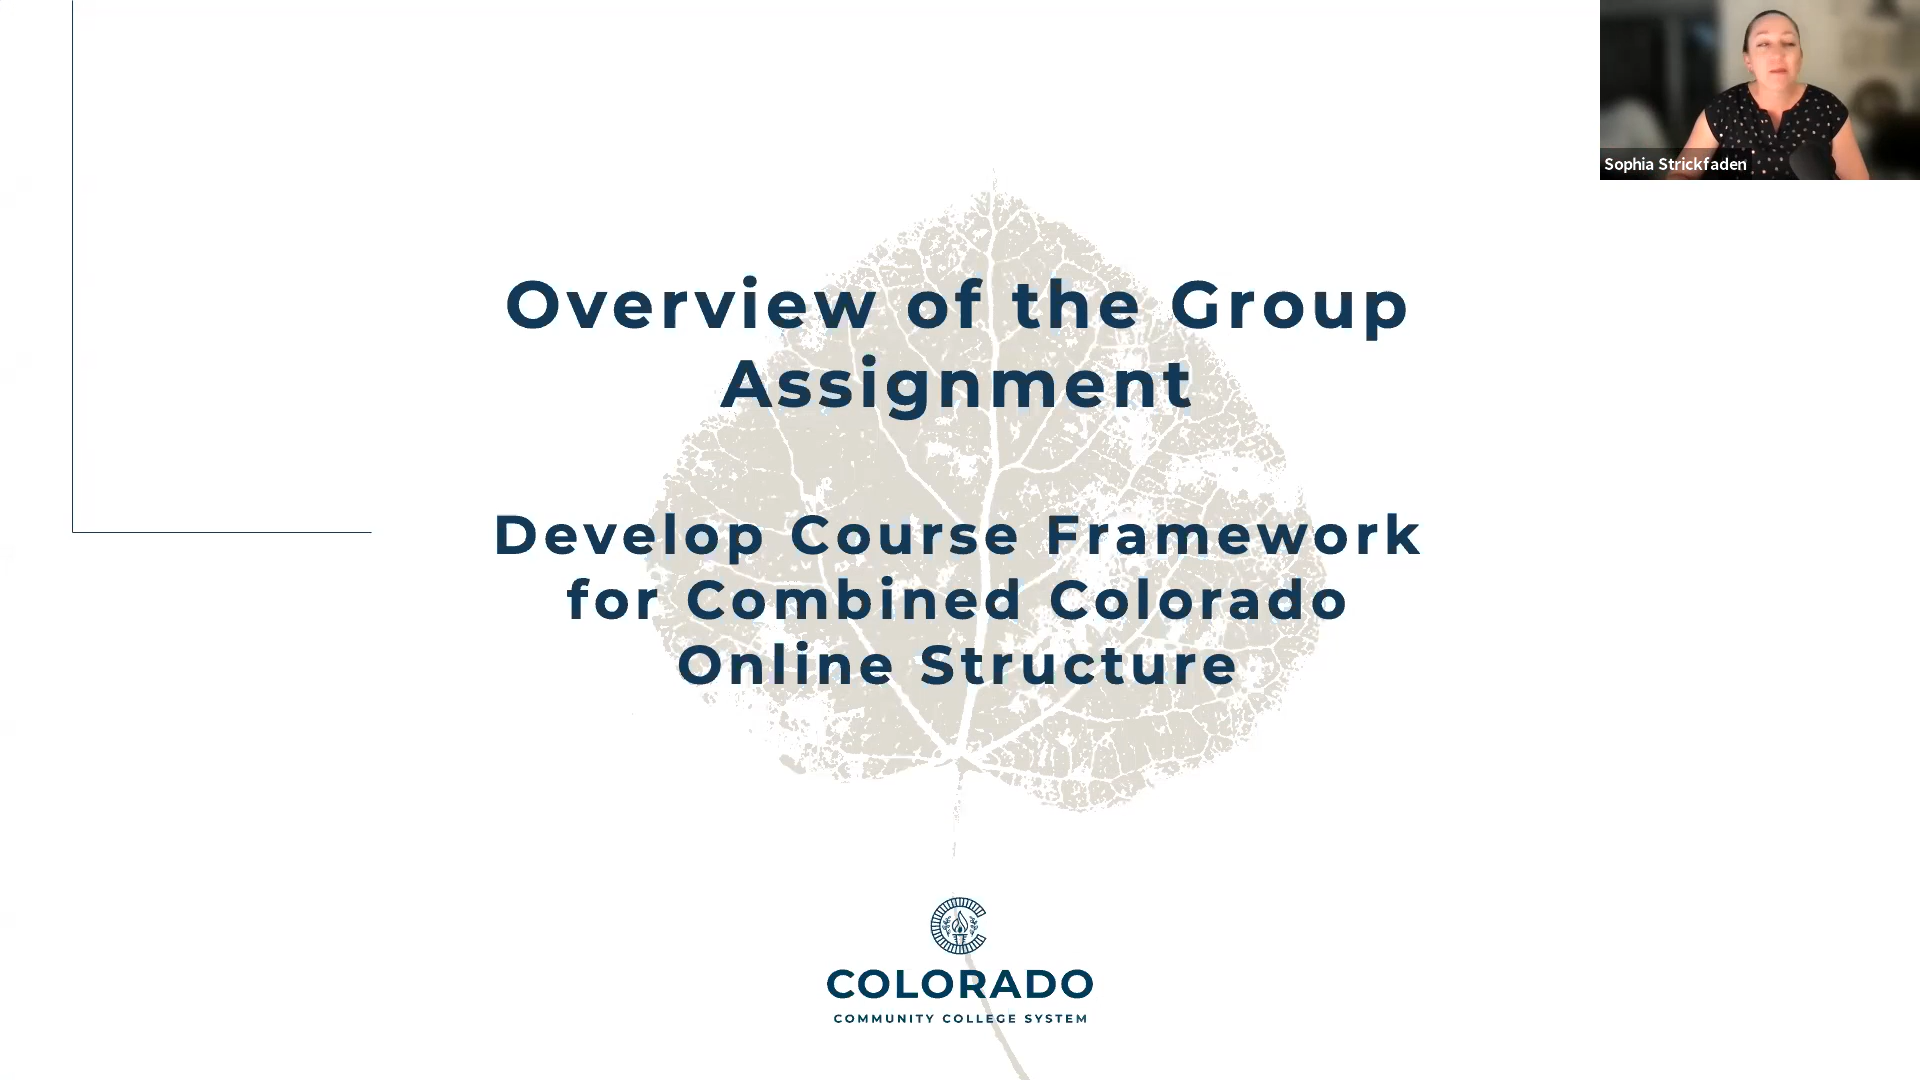 Sophia Strickfaden
Overview of the Group
Assignment
Develop Course Framework
for Combined Colorado
Online Structure
COLORADO
COMMUNITY COLLEGE SYSTEM